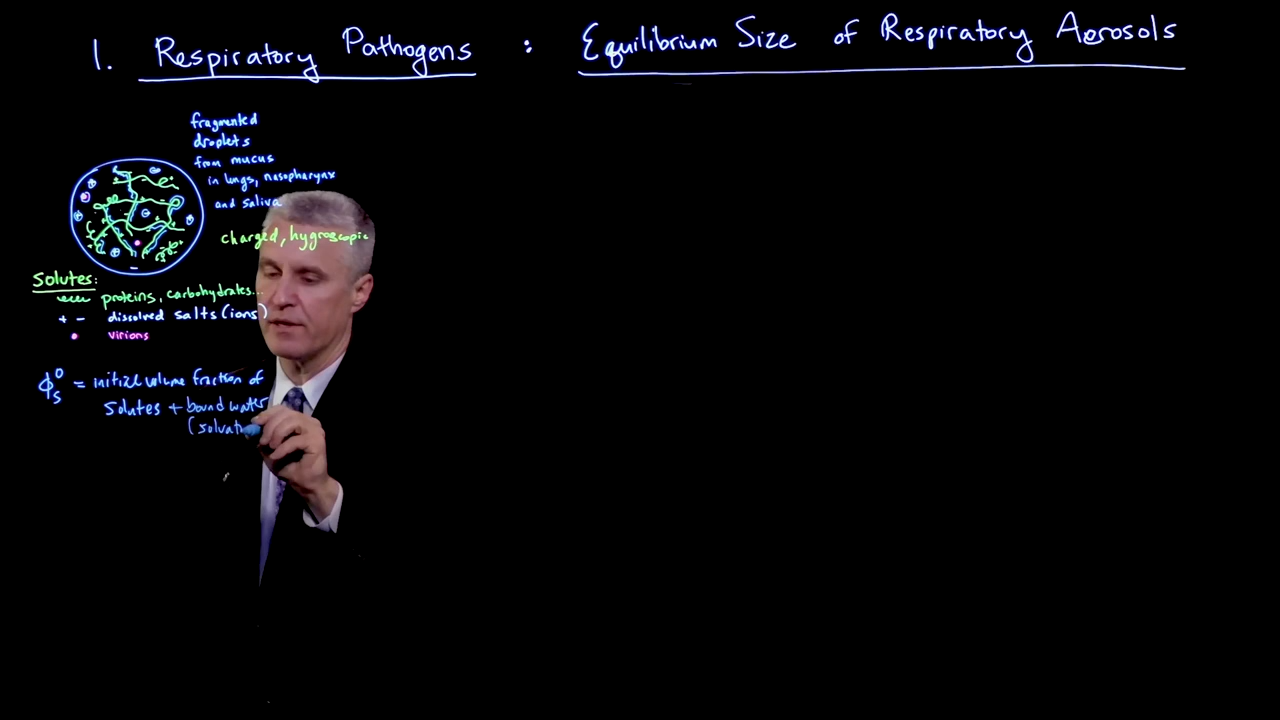 1. Respiratory Pathogens : Equilibrium Size of Respiratory Aerosols
fragmented
droplets
from mucus
in lungs, nasopharynx
and saliva
charged, hygroscopic
Solutes:
proteins, carbohydrates...
+ - dissolved salts (ions)
virions
ϕₛ⁰ = initial volume fraction of
solutes + bound water